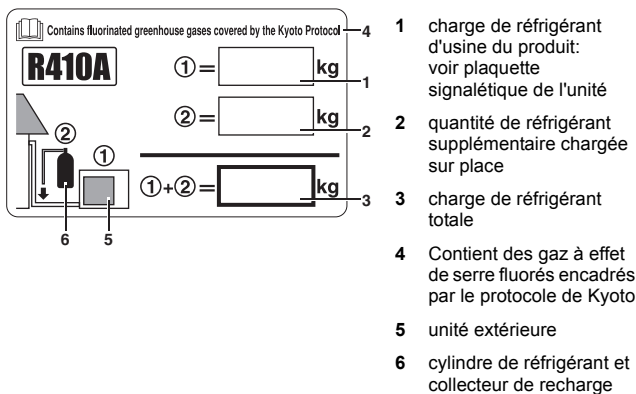 Contains fluorinated greenhouse gases covered by the Kyoto Protocol
4
R410A
①=
kg
1
②=
kg
2
②
①
①+②=
kg
3
6
5
1 charge de réfrigérant
d'usine du produit:
voir plaquette
signalétique de l'unité
2 quantité de réfrigérant
supplémentaire chargée
sur place
3 charge de réfrigérant
totale
4 Contient des gaz à effet
de serre fluorés encadrés
par le protocole de Kyoto
5 unité extérieure
6 cylindre de réfrigérant et
collecteur de recharge